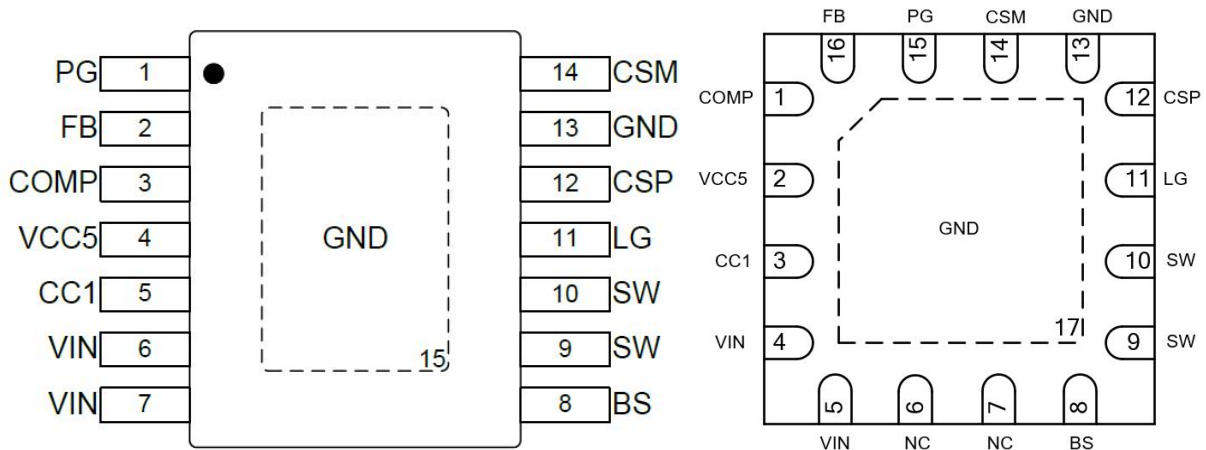 PG 1 14 CSM
FB 2 13 GND
COMP 3 12 CSP
VCC5 4 GND 11 LG
CC1 5 10 SW
VIN 6 9 SW
15
VIN 7 8 BS
FB PG CSM GND
16 15 14 13
COMP 1 12 CSP
VCC5 2 11 LG
GND
CC1 3 10 SW
17
VIN 4 9 SW
5 6 7 8
VIN NC NC BS